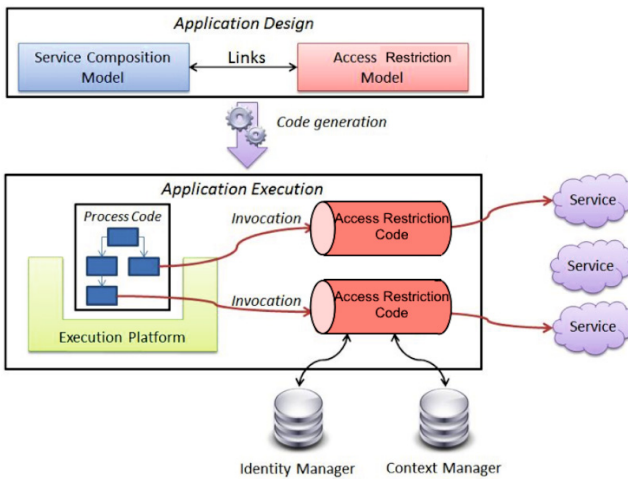 Application Design
Service Composition
Model
Links
Access Restriction
Model
Code generation
Application Execution
Process Code
Invocation
Access Restriction
Code
Service
Service
Invocation
Access Restriction
Code
Service
Execution Platform
Identity Manager
Context Manager